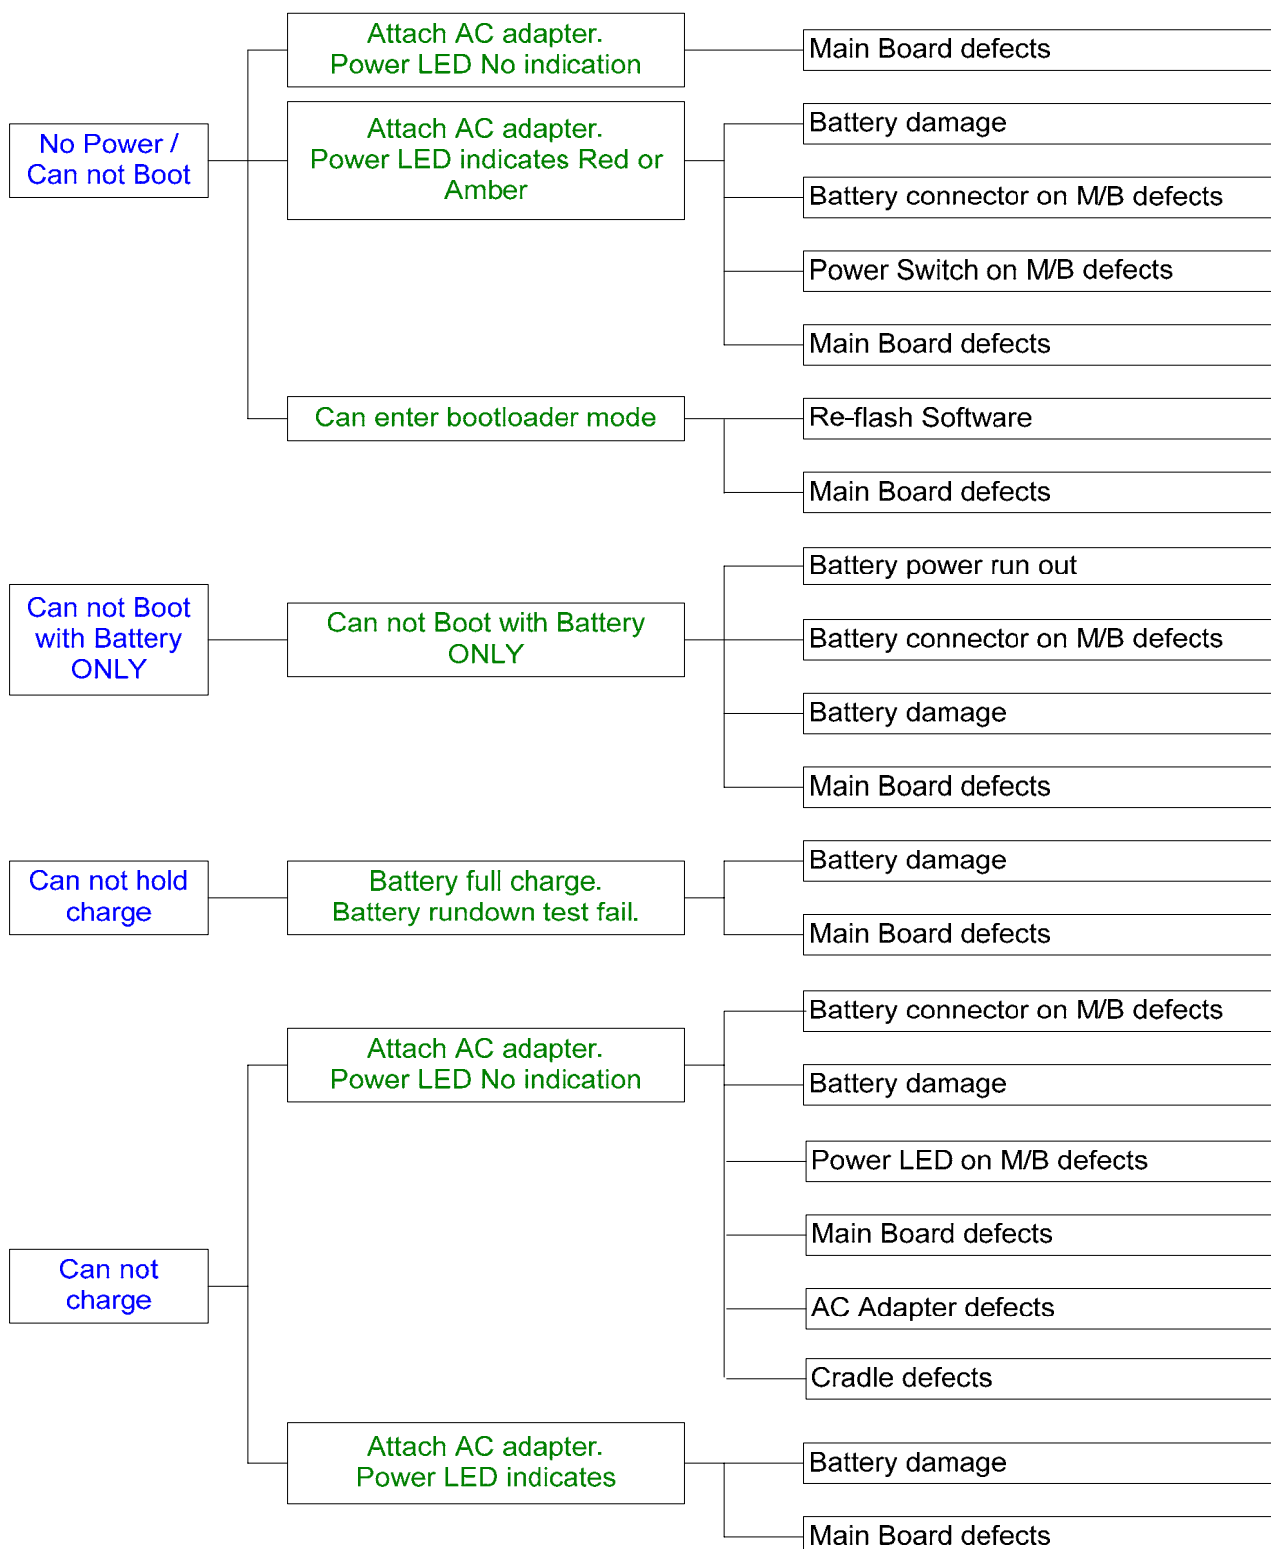 Attach AC adapter.
Power LED No indication
Main Board defects
No Power /
Can not Boot
Attach AC adapter.
Power LED indicates Red or
Amber
Battery damage
Battery connector on M/B defects
Power Switch on M/B defects
Main Board defects
Can enter bootloader mode
Re-flash Software
Main Board defects
Can not Boot
with Battery
ONLY
Can not Boot with Battery
ONLY
Battery power run out
Battery connector on M/B defects
Battery damage
Main Board defects
Can not hold
charge
Battery full charge.
Battery rundown test fail.
Battery damage
Main Board defects
Can not
charge
Attach AC adapter.
Power LED No indication
Battery connector on M/B defects
Battery damage
Power LED on M/B defects
Main Board defects
AC Adapter defects
Cradle defects
Attach AC adapter.
Power LED indicates
Battery damage
Main Board defects